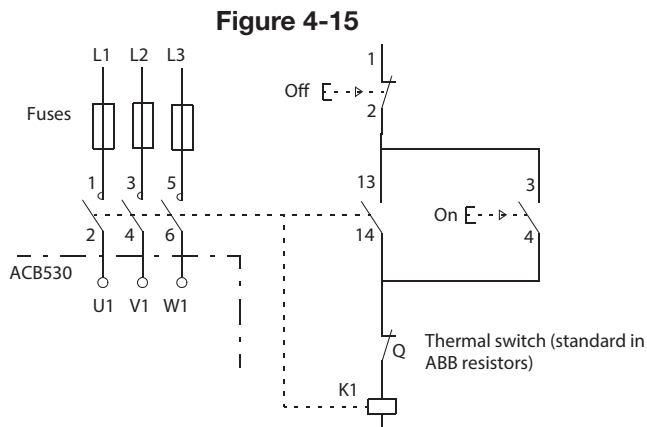 Figure 4-15
L1 L2 L3
1
Off
2
Fuses
1 3 5
13
3
On
2 4 6
14
4
ACB530
U1 V1 W1
Q
Thermal switch (standard in
ABB resistors)
K1